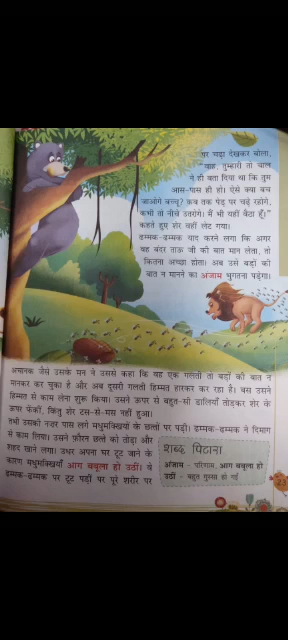 पर चढ़ा देखकर बोला,
"वाह, तुम्हारी तो चाल
ने ही बता दिया था कि तुम
आस-पास ही हो। ऐसे क्या बच
जाओगे बच्चू? कब तक पेड़ पर चढ़े रहोगे,
कभी तो नीचे उतरोगे। मैं भी यहीं बैठा हूँ।"
कहते हुए शेर वहीं लेट गया।
डम्मक-डम्मक याद करने लगा कि अगर
वह बंदर ताऊ जी की बात मान लेता, तो
कितना अच्छा होता। अब उसे बड़ों की
बात न मानने का अंजाम भुगतना पड़ेगा।
अचानक जैसे उसके मन ने उससे कहा कि वह एक गलती तो बड़ों की बात न
मानकर कर चुका है और अब दूसरी गलती हिम्मत हारकर कर रहा है। बस उसने
हिम्मत से काम लेना शुरू किया। उसने ऊपर से बहुत-सी डालियाँ तोड़कर शेर के
ऊपर फेंकीं, किंतु शेर टस-से-मस नहीं हुआ।
तभी उसकी नजर पास लगे मधुमक्खियों के छत्तों पर पड़ी। डम्मक-डम्मक ने दिमाग
से काम लिया। उसने फ़ौरन छत्ते को तोड़ा और
शहद खाने लगा। उधर अपना घर टूट जाने के
कारण मधुमक्खियाँ आग बबूला हो उठीं। वे
डम्मक-डम्मक पर टूट पड़ीं पर पूरे शरीर पर
शब्द पिटारा
अंजाम - परिणाम, आग बबूला हो
उठीं - बहुत गुस्सा हो गईं